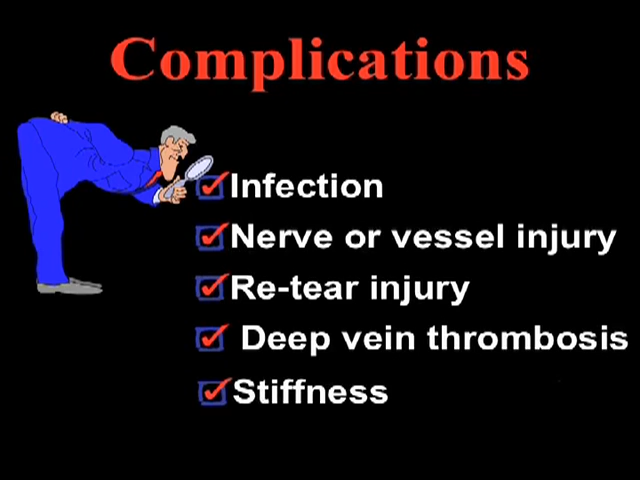 Complications
Infection
Nerve or vessel injury
Re-tear injury
Deep vein thrombosis
Stiffness